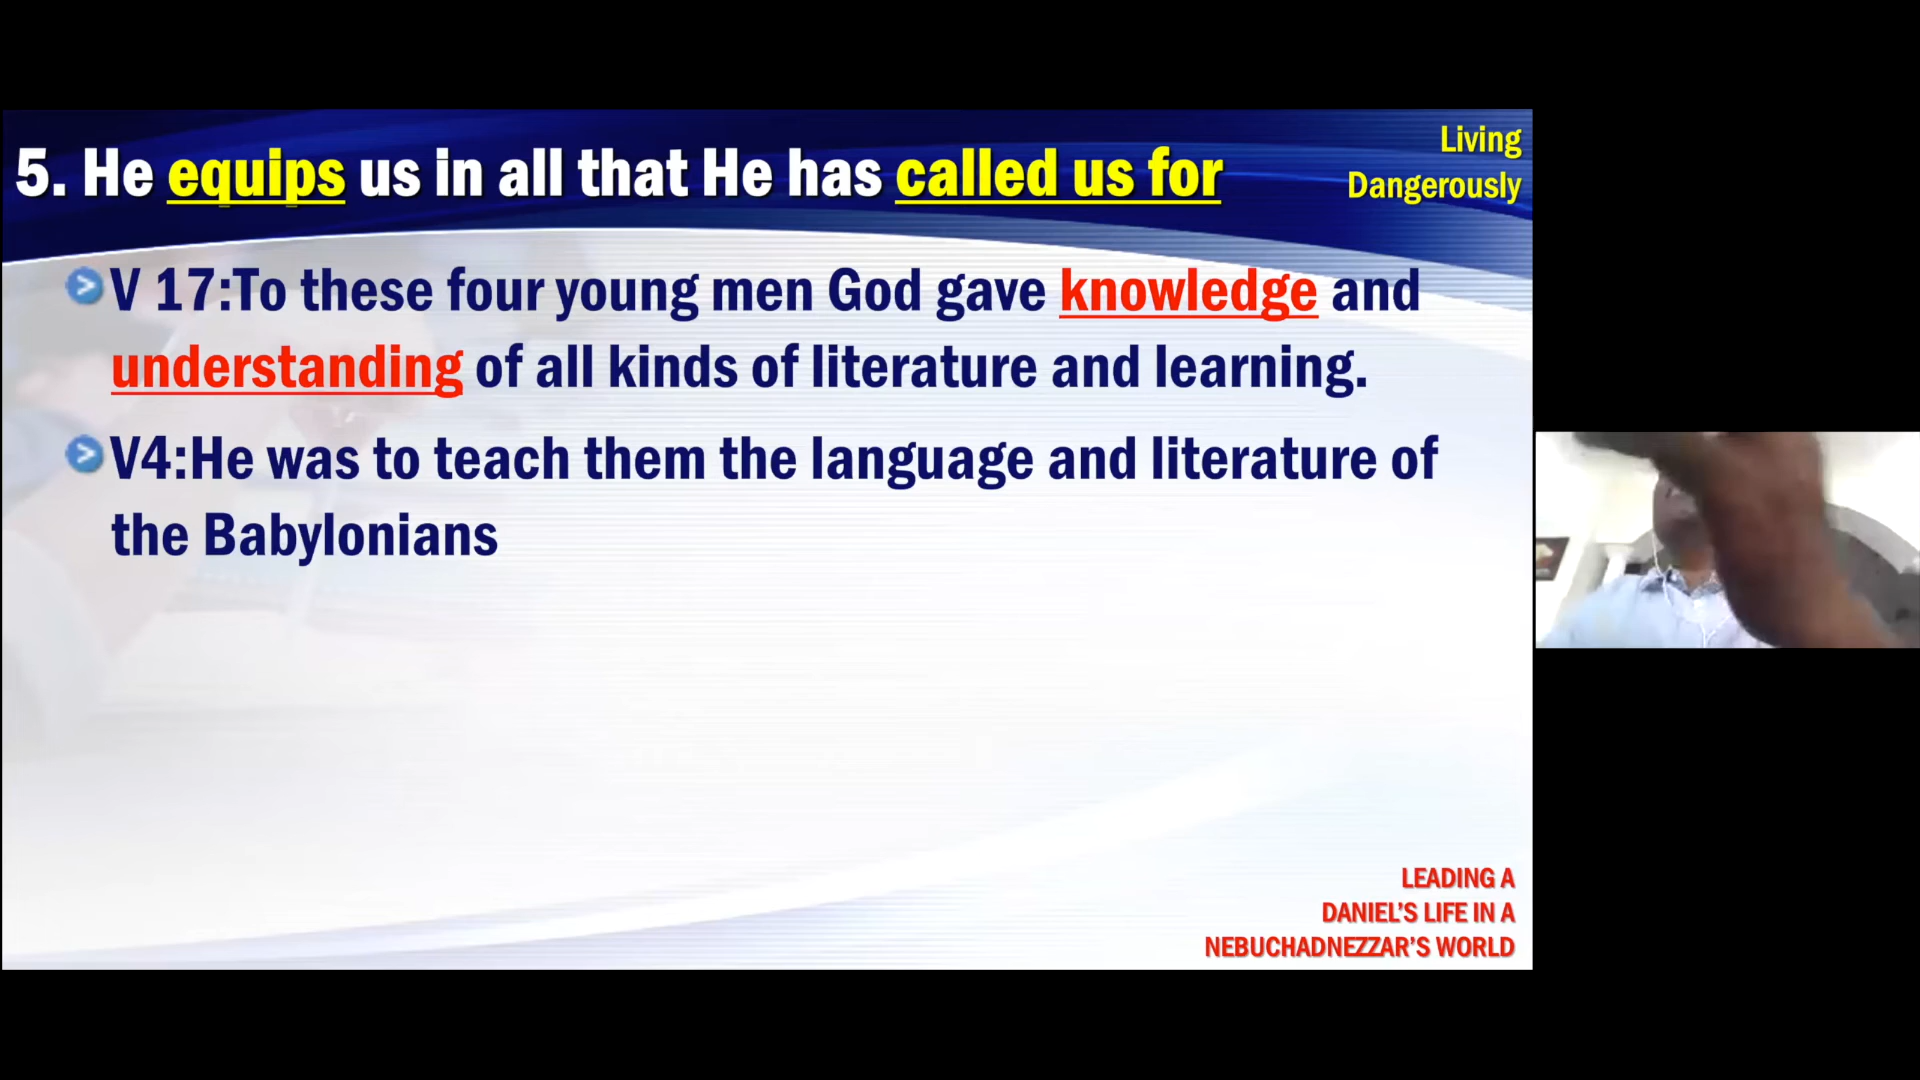 5. He equips us in all that He has called us for
Living
Dangerously
V 17:To these four young men God gave knowledge and
understanding of all kinds of literature and learning.
V4:He was to teach them the language and literature of
the Babylonians
LEADING A
DANIEL'S LIFE IN A
NEBUCHADNEZZAR'S WORLD